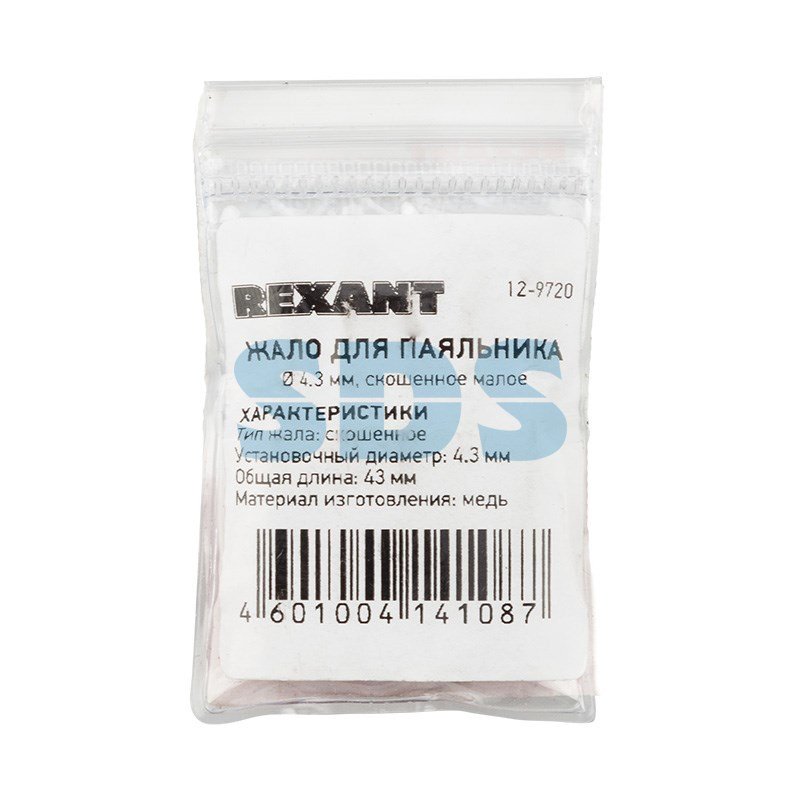 REXANT 12-9720
ЖАЛО ДЛЯ ПАЯЛЬНИКА
Ø 4.3 мм, скошенное малое
SDS
ХАРАКТЕРИСТИКИ
Тип жала: скошенное
Установочный диаметр: 4.3 мм
Общая длина: 43 мм
Материал изготовления: медь
4 601004 141087